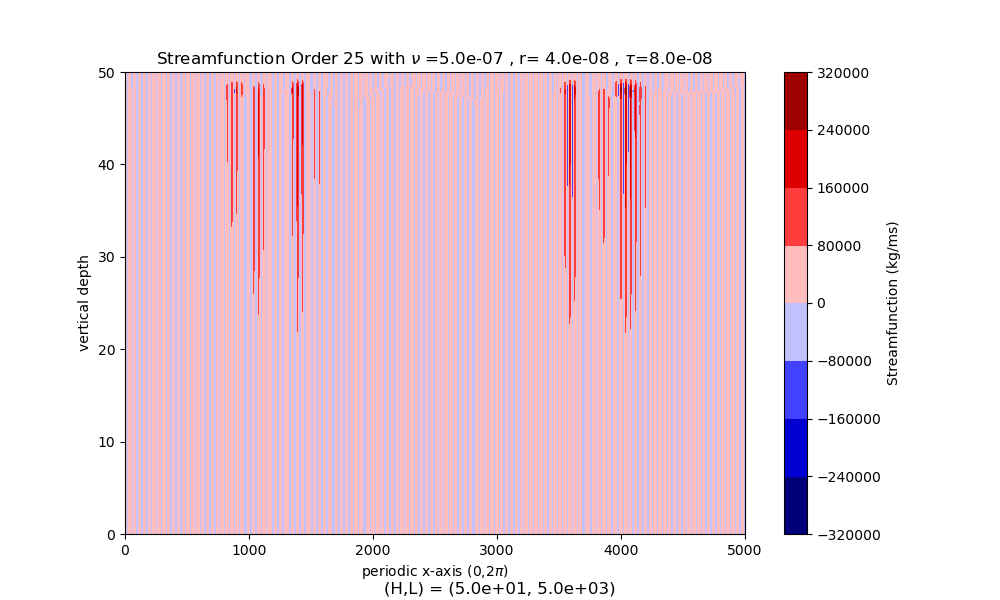 Streamfunction Order 25 with ν =5.0e-07 , r= 4.0e-08 , τ=8.0e-08
50
40
30
20
10
0
vertical depth
0 1000 2000 3000 4000 5000
periodic x-axis (0,2π)
(H,L) = (5.0e+01, 5.0e+03)
320000
240000
160000
80000
0
−80000
−160000
−240000
−320000
Streamfunction (kg/ms)